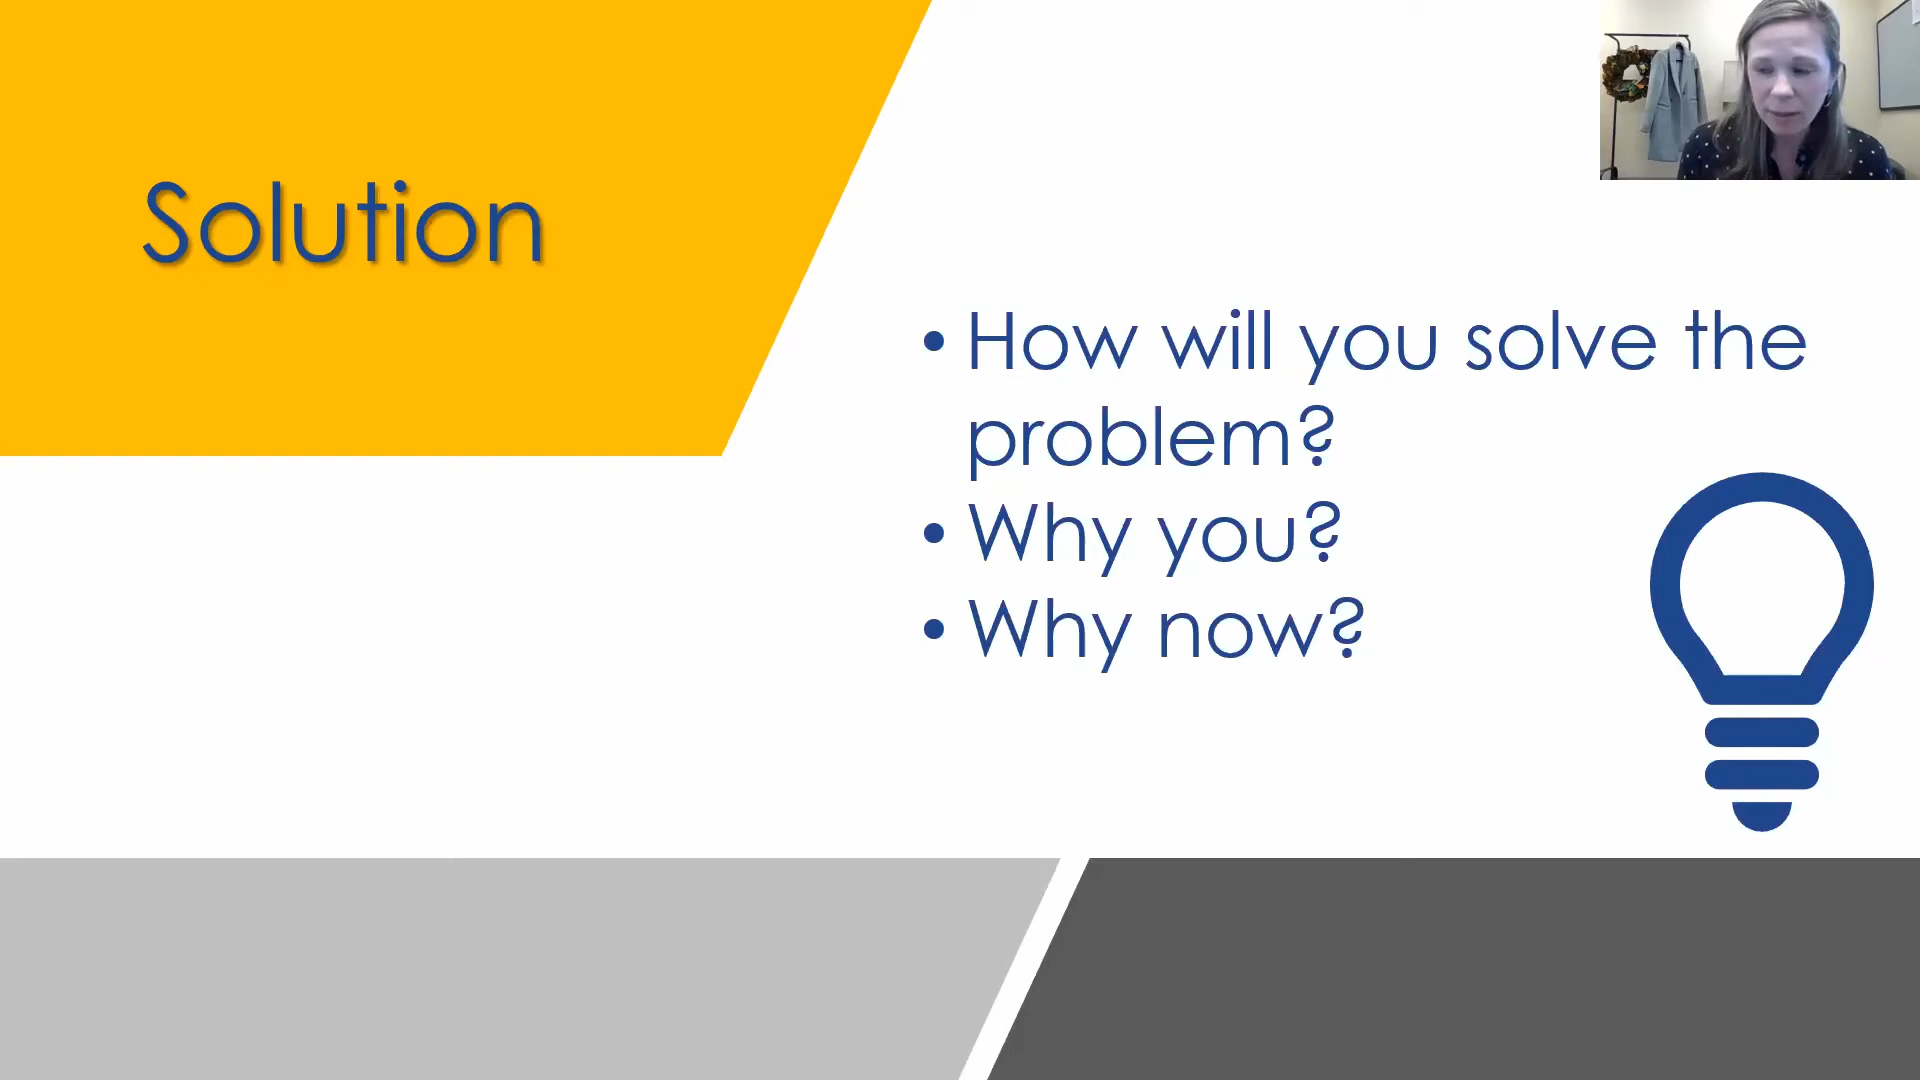 Solution
• How will you solve the
problem?
• Why you?
• Why now?